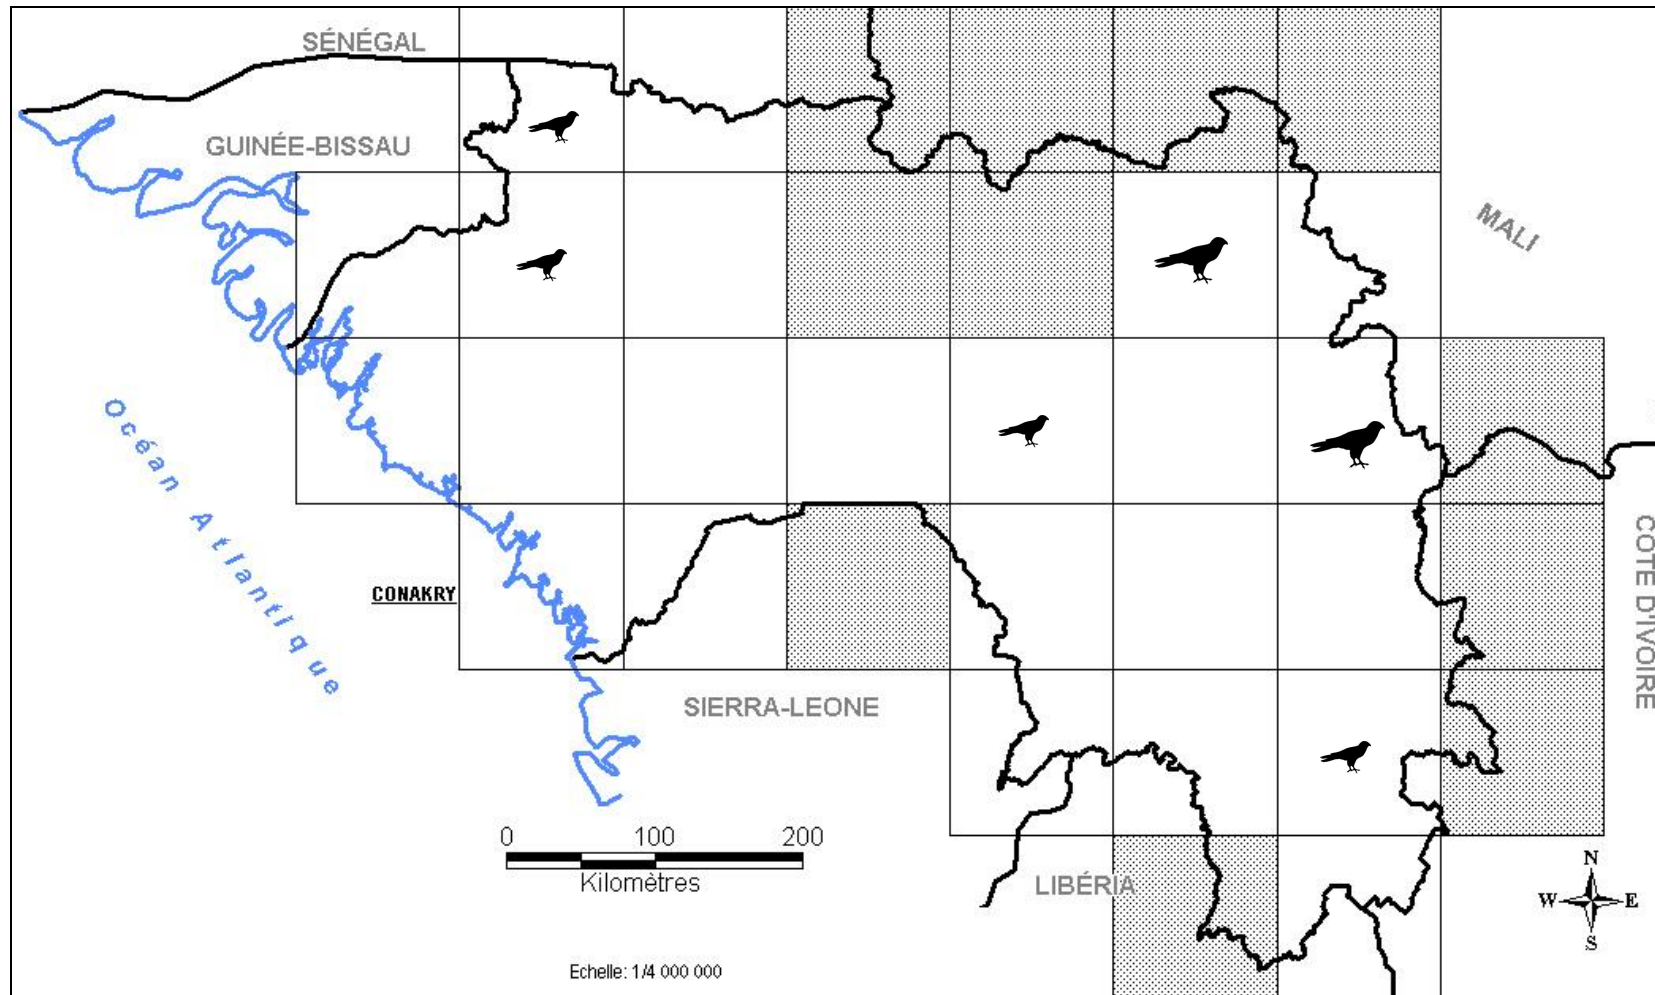 SÉNÉGAL
GUINÉE-BISSAU
MALI
Océan Atlantique
CONAKRY
COTE D'IVOIRE
SIERRA-LEONE
0 100 200
Kilomètres
LIBÉRIA
N
W E
S
Echelle: 1/4 000 000